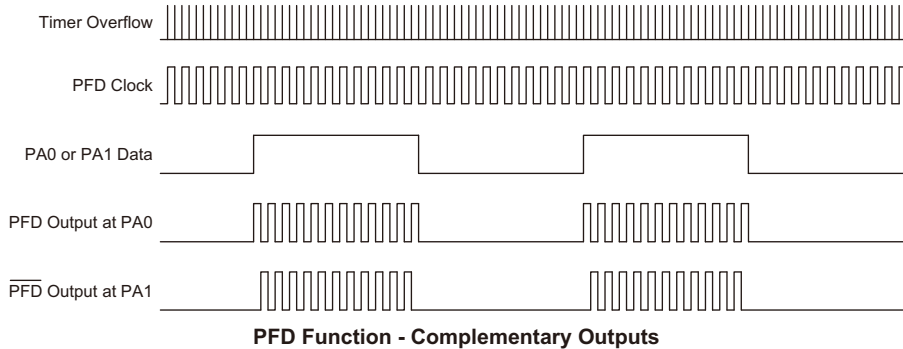 Timer Overflow
PFD Clock
PA0 or PA1 Data
PFD Output at PA0
P̅F̅D̅ Output at PA1
PFD Function - Complementary Outputs